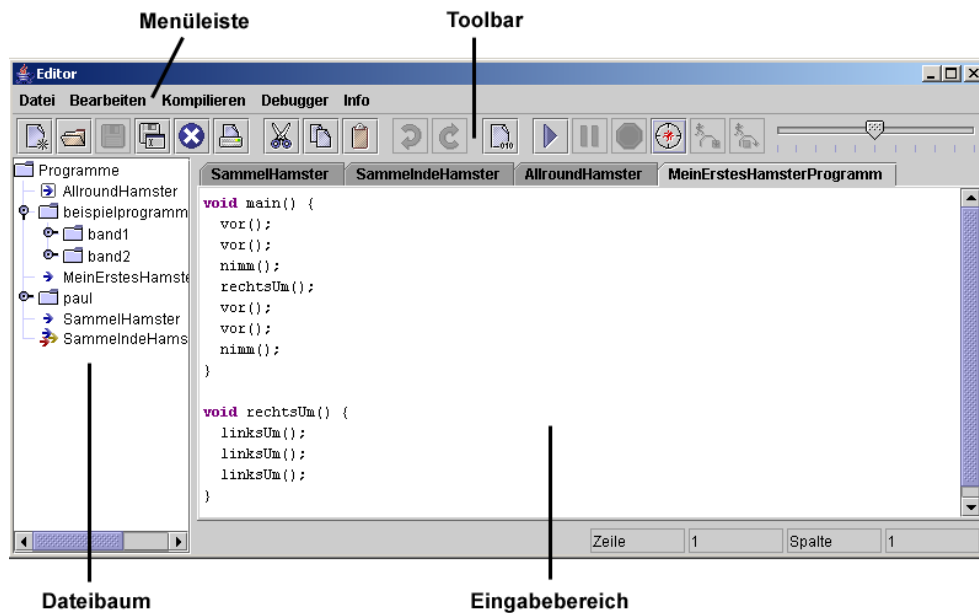 Menüleiste
Toolbar
Editor
Datei Bearbeiten Kompilieren Debugger Info
010
Programme
AllroundHamster
beispielprogramm
band1
band2
MeinErstesHamste
paul
SammelHamster
SammelndeHams
SammelHamster SammelndeHamster AllroundHamster MeinErstesHamsterProgramm
void main() {
vor();
vor();
nimm();
rechtsUm();
vor();
vor();
nimm();
}
void rechtsUm() {
linksUm();
linksUm();
linksUm();
}
Zeile 1 Spalte 1
Dateibaum
Eingabebereich